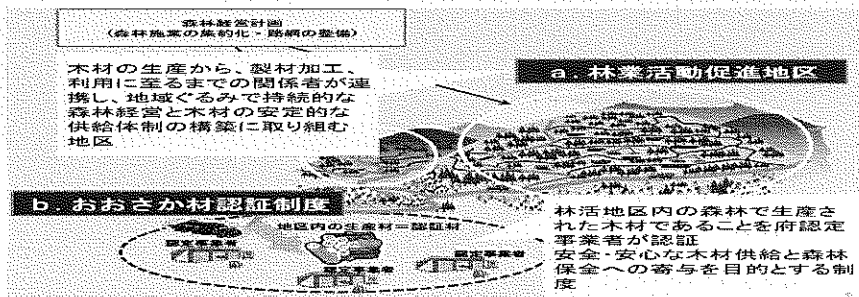 森林経営計画
(森林施業の集約化・路網の整備)
木材の生産から、製材加工、
利用に至るまでの関係者が連
携し、地域ぐるみで持続的な
森林経営と木材の安定的な
供給体制の構築に取り組む
地区
a. 林業活動促進地区
b. おおさか材認証制度
地区内の生産材=認証材
認定事業者
認定事業者
認定事業者
林活地区内の森林で生産さ
れた木材であることを府認定
事業者が認証
安全・安心な木材供給と森林
保全への寄与を目的とする制
度